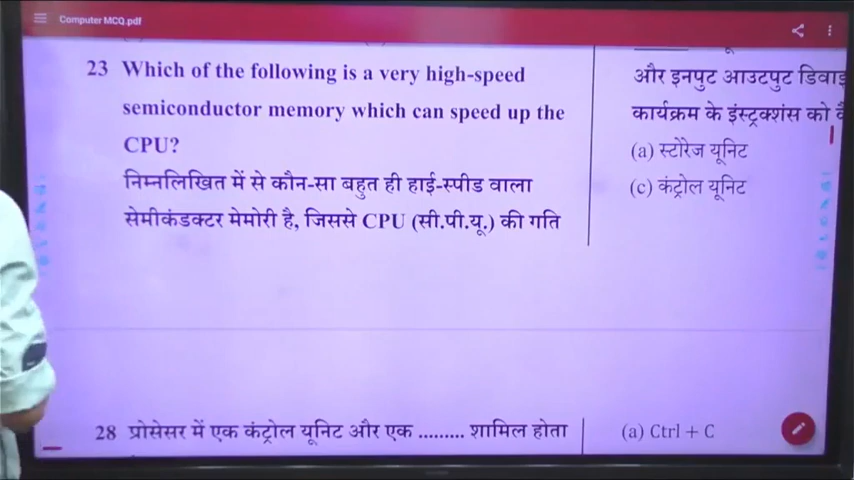 Computer MCQ.pdf
23 Which of the following is a very high-speed
semiconductor memory which can speed up the
CPU?
निम्नलिखित में से कौन-सा बहुत ही हाई-स्पीड वाला
सेमीकंडक्टर मेमोरी है, जिससे CPU (सी.पी.यू.) की गति
और इनपुट आउटपुट
कार्यक्रम के इंस्ट्रक्शंस को
(a) स्टोरेज यूनिट
(c) कंट्रोल यूनिट
28 प्रोसेसर में एक कंट्रोल यूनिट और एक ......... शामिल होता
(a) Ctrl + C